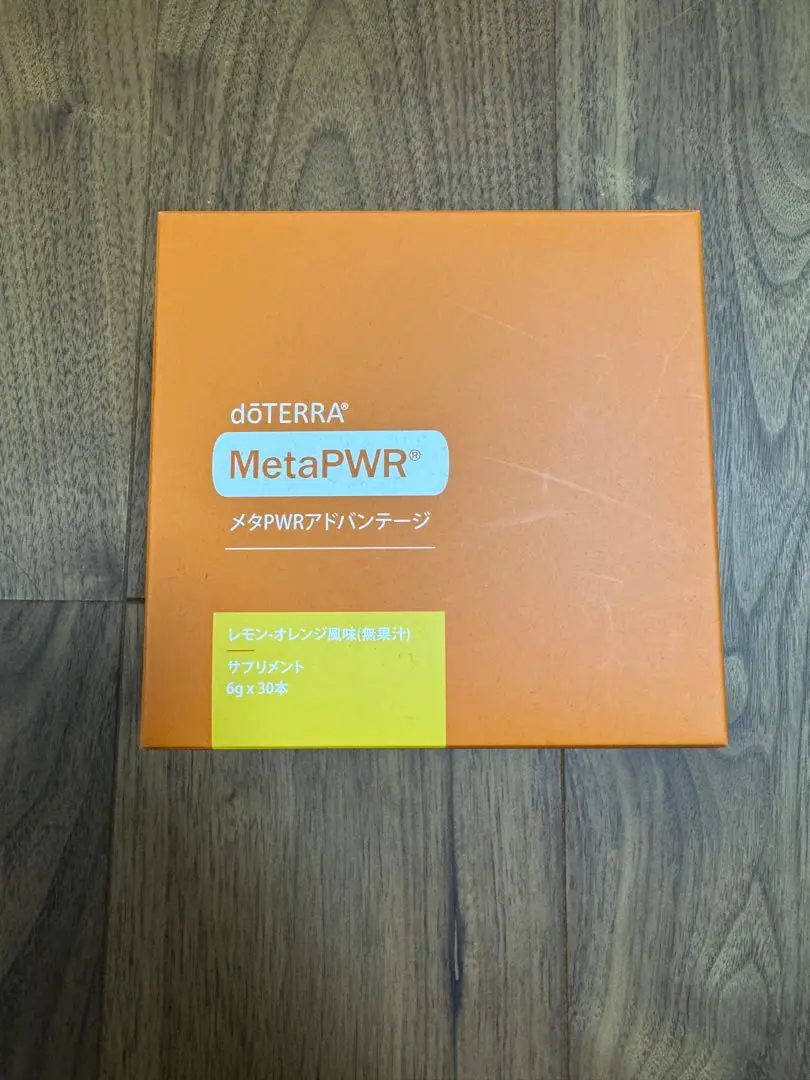 dōTERRA®
MetaPWR®
メタPWRアドバンテージ
レモン-オレンジ風味(無果汁)
サプリメント
6g x 30本